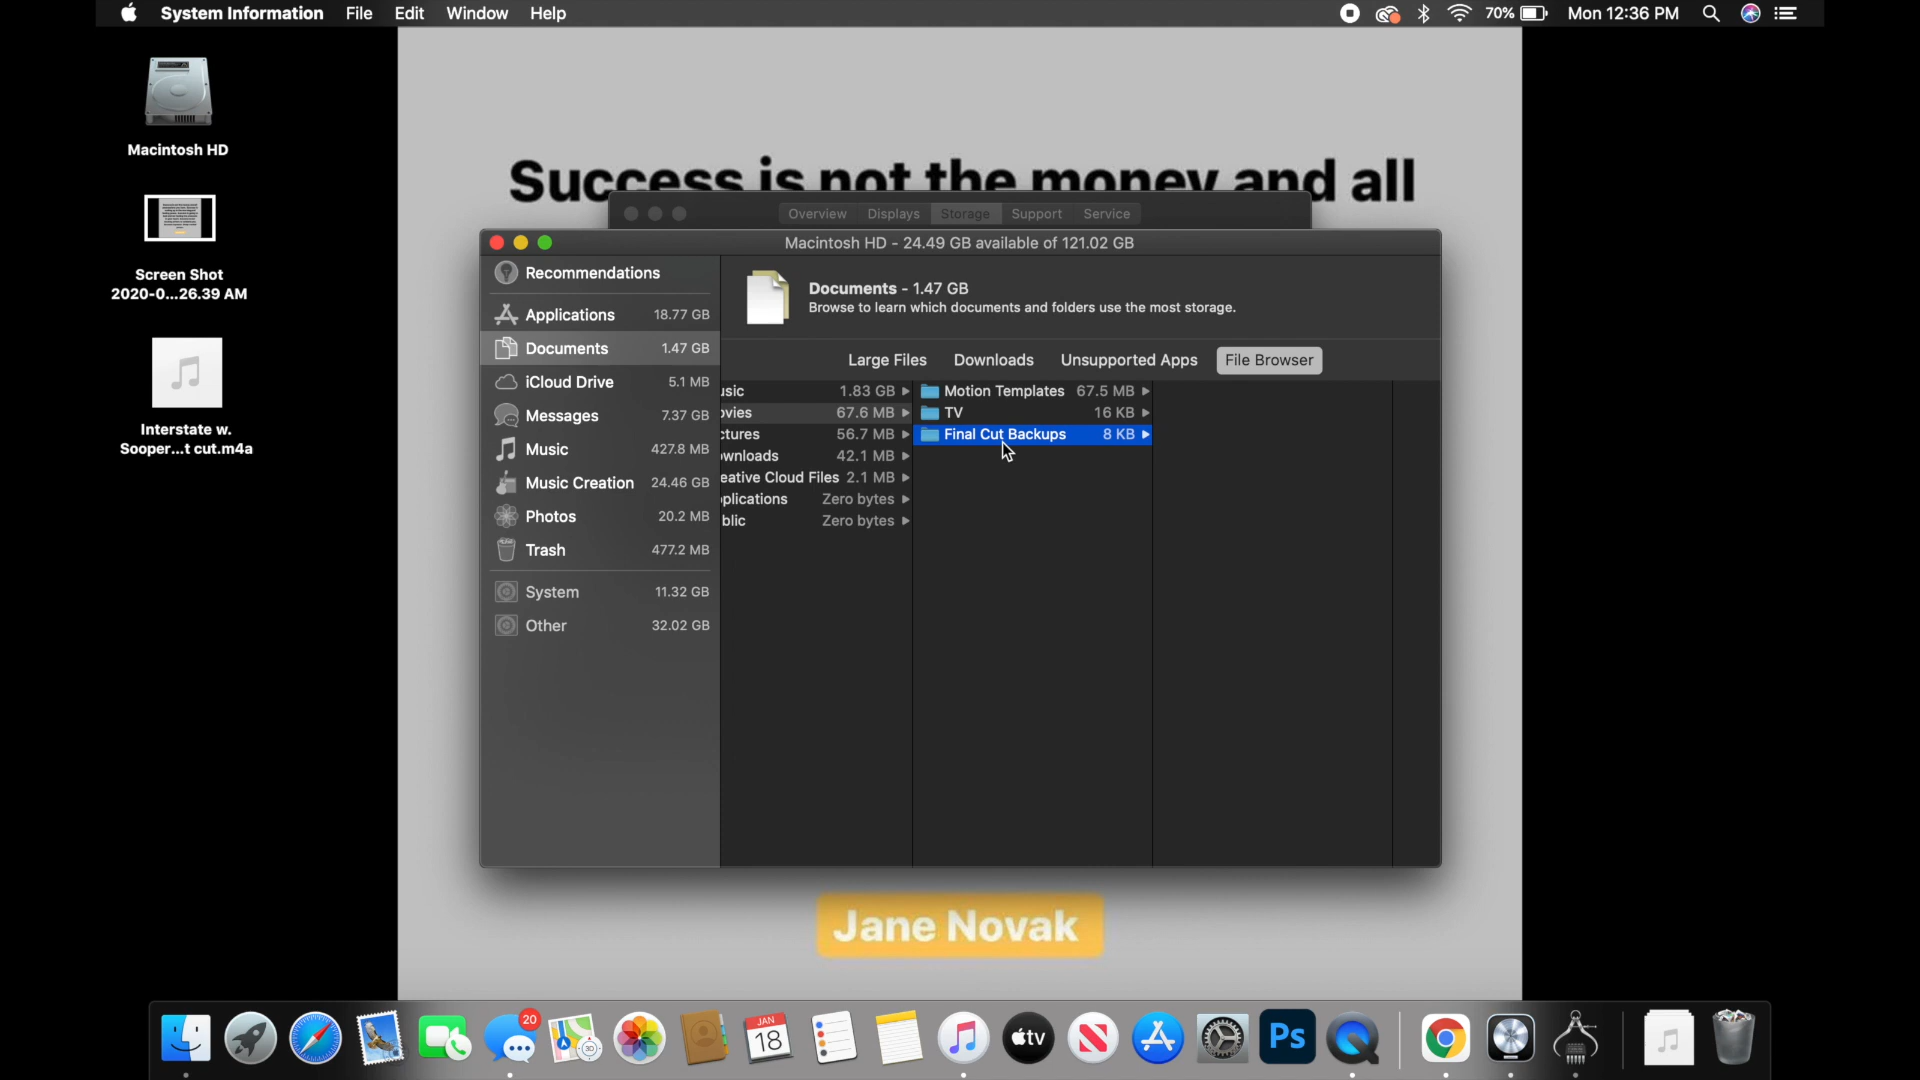 System Information File Edit Window Help
70% Mon 12:36 PM
Macintosh HD
Screen Shot
2020-0...26.39 AM
Interstate w.
Sooper...t cut.m4a
Success is not the money and all
Overview Displays Storage Support Service
Macintosh HD - 24.49 GB available of 121.02 GB
Recommendations
Applications 18.77 GB
Documents 1.47 GB
iCloud Drive 5.1 MB
Messages 7.37 GB
Music 427.8 MB
Music Creation 24.46 GB
Photos 20.2 MB
Trash 477.2 MB
System 11.32 GB
Other 32.02 GB
Documents - 1.47 GB
Browse to learn which documents and folders use the most storage.
Large Files Downloads Unsupported Apps File Browser
usic 1.83 GB
ovies 67.6 MB
ctures 56.7 MB
ownloads 42.1 MB
eative Cloud Files 2.1 MB
pplications Zero bytes
blic Zero bytes
Motion Templates 67.5 MB
TV 16 KB
Final Cut Backups 8 KB
Jane Novak
20
JAN
18
tv
Ps